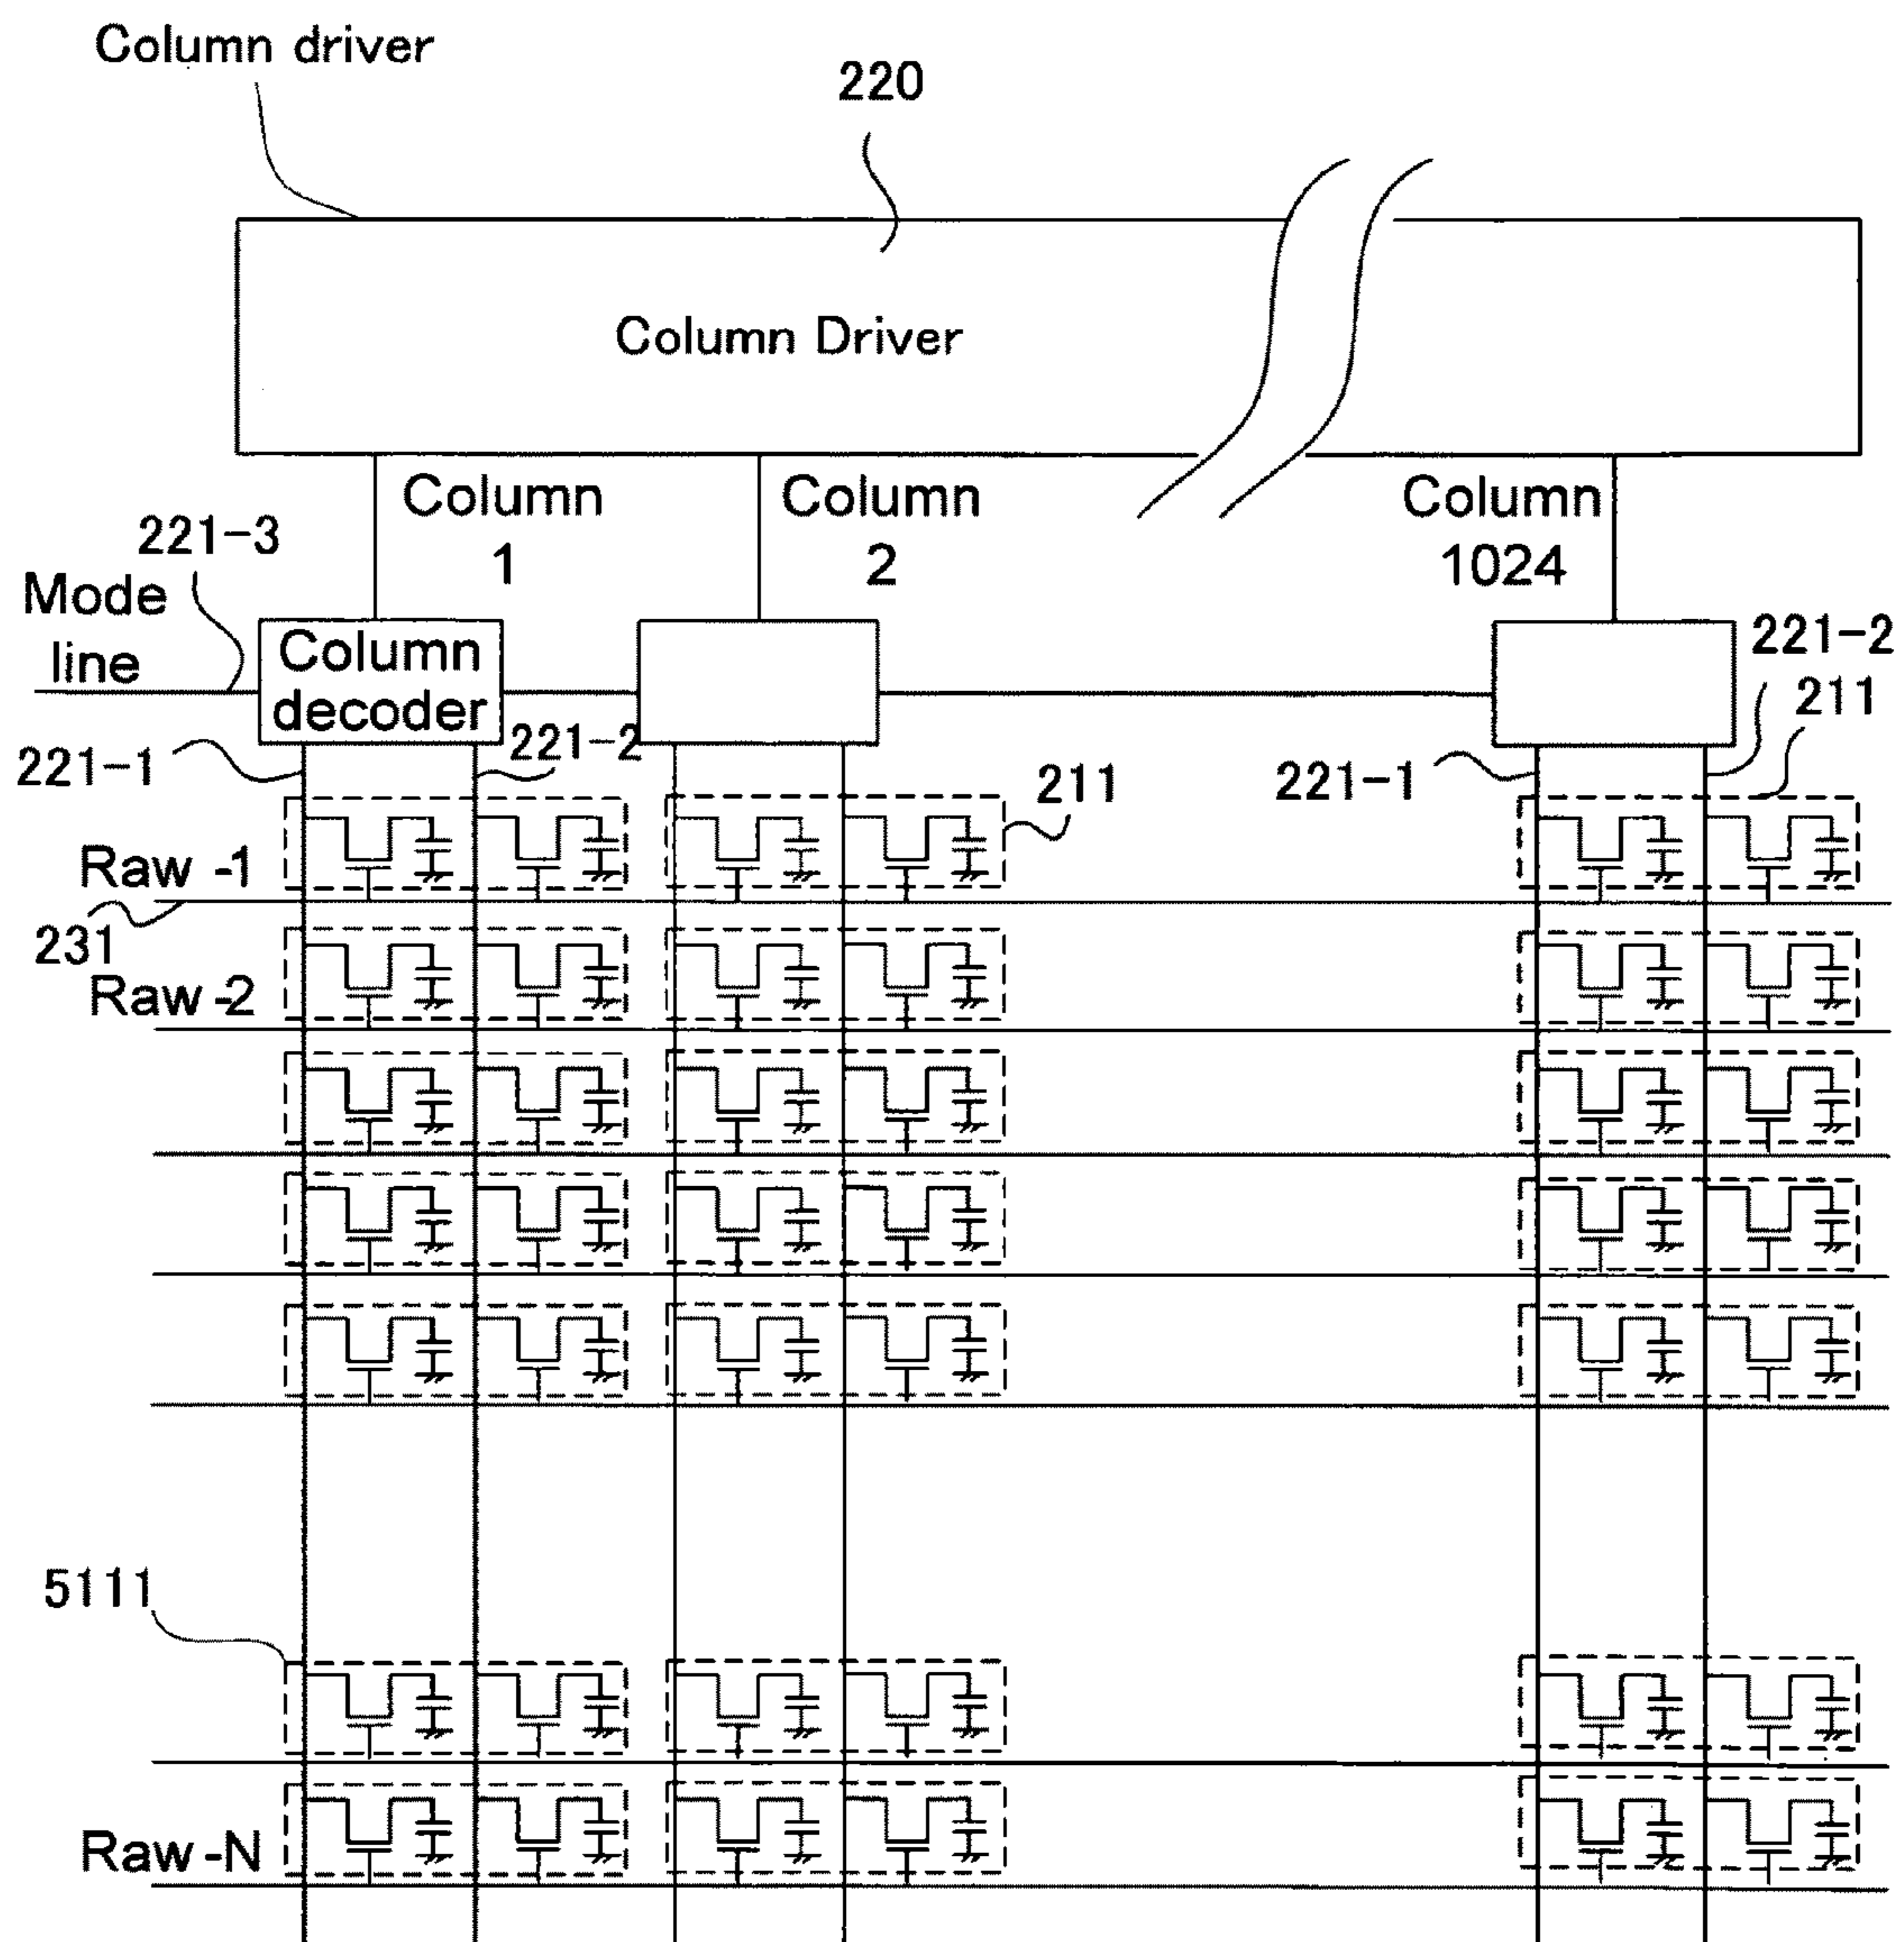 Column driver
220
Column Driver
Column
1
Column
2
Column
1024
221-3
Mode
line
Column
decoder
221-2
211
221-1
221-2
221-1
211
Raw -1
231
Raw -2
5111
Raw -N